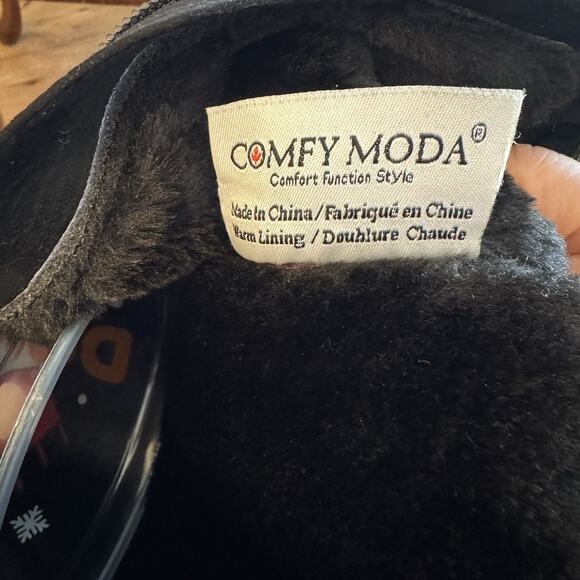 COMFY MODA®
Comfort Function Style
Made in China/Fabriqué en Chine
Warm Lining / Doublure Chaude